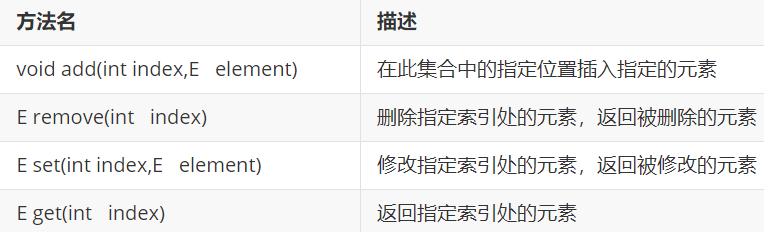 方法名 描述
void add(int index,E   element) 在此集合中的指定位置插入指定的元素
E remove(int   index) 删除指定索引处的元素，返回被删除的元素
E set(int index,E   element) 修改指定索引处的元素，返回被修改的元素
E get(int   index) 返回指定索引处的元素